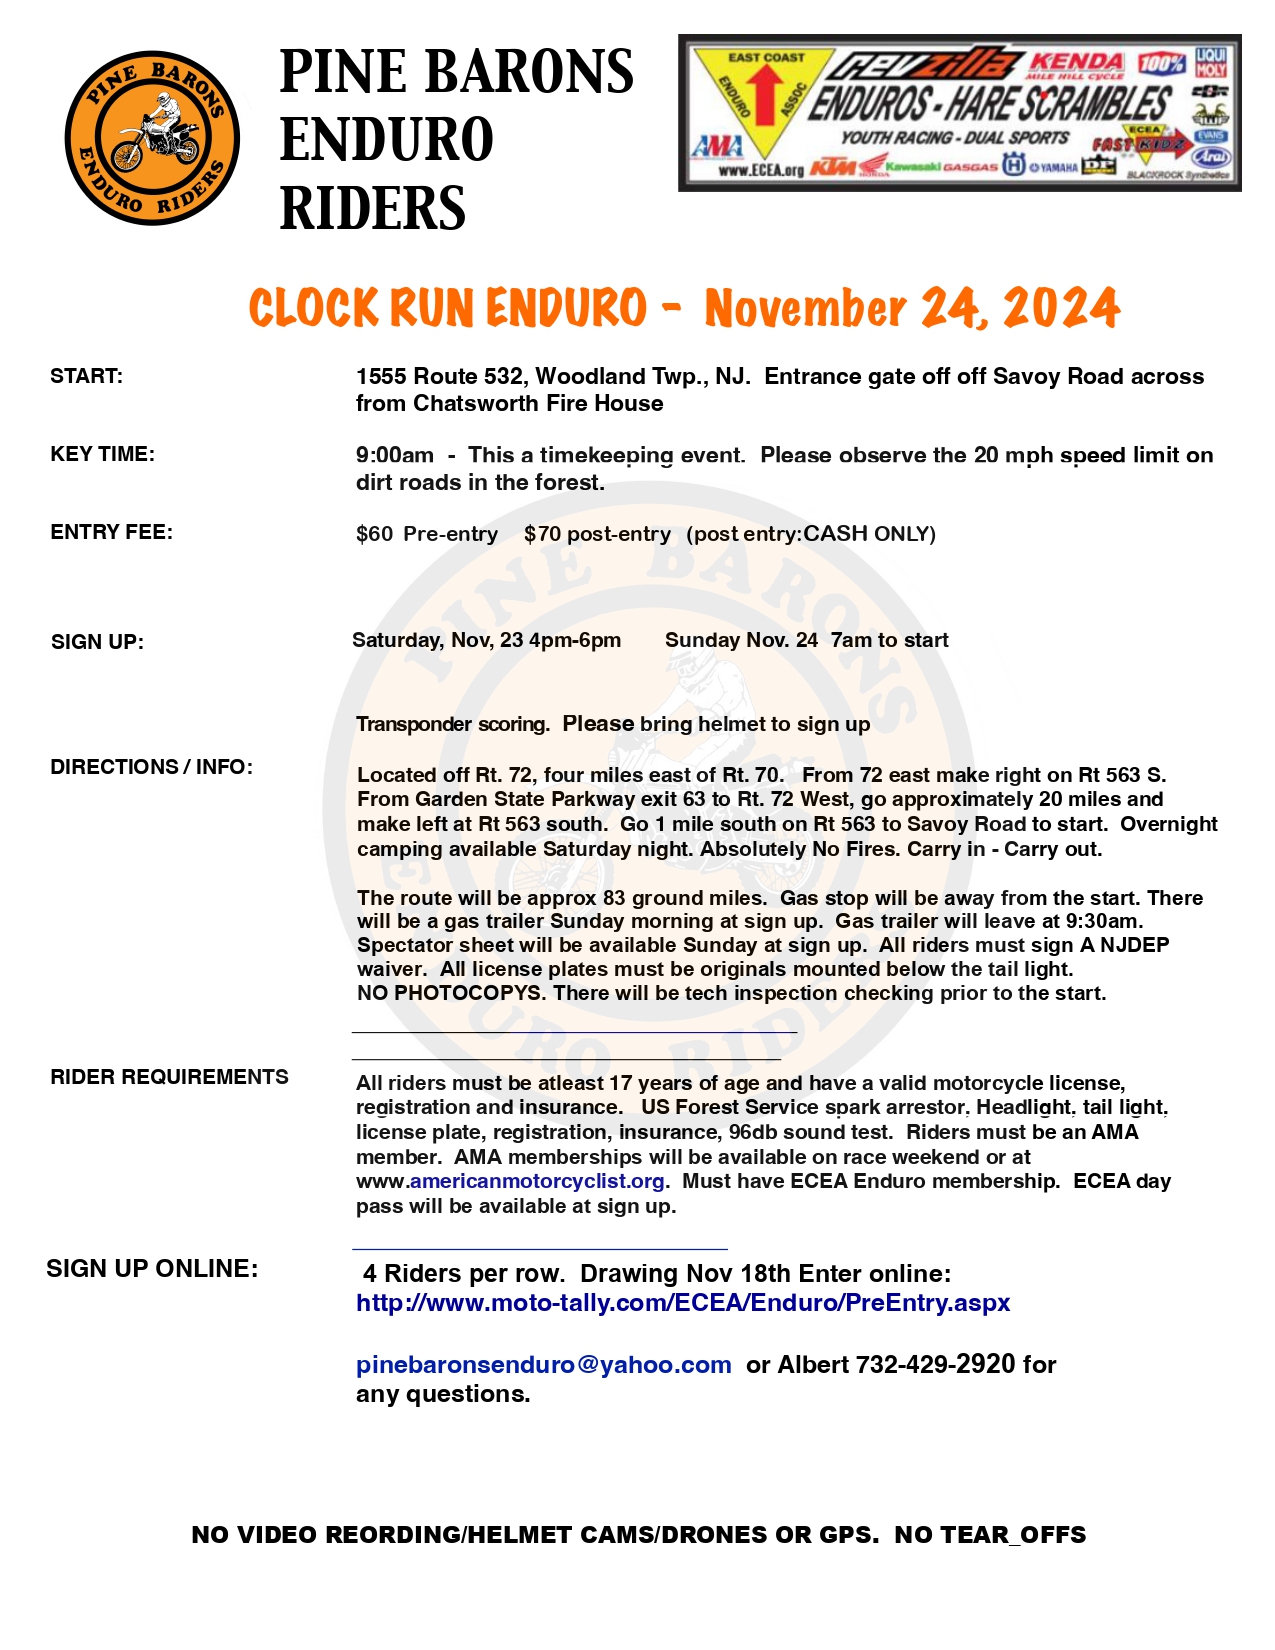 PINE BARONS
ENDURO RIDERS
PINE BARONS
ENDURO
RIDERS
EAST COAST
ENDURO
ASSOC
AMA
www.ECEA.org
revzilla
KENDA
MILE HILL CYCLE
100%
LIQUI
MOLY
ENDUROS - HARE SCRAMBLES
YOUTH RACING - DUAL SPORTS
ECEA
FAST KIDZ
EVANS
Arai
KTM
HONDA
Kawasaki
GASGAS
YAMAHA
BLACKROCK Synthetics
CLOCK RUN ENDURO - November 24, 2024
START:
1555 Route 532, Woodland Twp., NJ. Entrance gate off off Savoy Road across
from Chatsworth Fire House
KEY TIME:
9:00am - This a timekeeping event. Please observe the 20 mph speed limit on
dirt roads in the forest.
ENTRY FEE:
$60 Pre-entry $70 post-entry (post entry:CASH ONLY)
SIGN UP:
Saturday, Nov, 23 4pm-6pm Sunday Nov. 24 7am to start
Transponder scoring. Please bring helmet to sign up
DIRECTIONS / INFO:
Located off Rt. 72, four miles east of Rt. 70. From 72 east make right on Rt 563 S.
From Garden State Parkway exit 63 to Rt. 72 West, go approximately 20 miles and
make left at Rt 563 south. Go 1 mile south on Rt 563 to Savoy Road to start. Overnight
camping available Saturday night. Absolutely No Fires. Carry in - Carry out.
The route will be approx 83 ground miles. Gas stop will be away from the start. There
will be a gas trailer Sunday morning at sign up. Gas trailer will leave at 9:30am.
Spectator sheet will be available Sunday at sign up. All riders must sign A NJDEP
waiver. All license plates must be originals mounted below the tail light.
NO PHOTOCOPYS. There will be tech inspection checking prior to the start.
RIDER REQUIREMENTS
All riders must be atleast 17 years of age and have a valid motorcycle license,
registration and insurance. US Forest Service spark arrestor, Headlight, tail light,
license plate, registration, insurance, 96db sound test. Riders must be an AMA
member. AMA memberships will be available on race weekend or at
www.americanmotorcyclist.org. Must have ECEA Enduro membership. ECEA day
pass will be available at sign up.
SIGN UP ONLINE:
4 Riders per row. Drawing Nov 18th Enter online:
http://www.moto-tally.com/ECEA/Enduro/PreEntry.aspx
pinebaronsenduro@yahoo.com or Albert 732-429-2920 for
any questions.
NO VIDEO REORDING/HELMET CAMS/DRONES OR GPS. NO TEAR_OFFS
PINE BARONS
ENDURO RIDERS